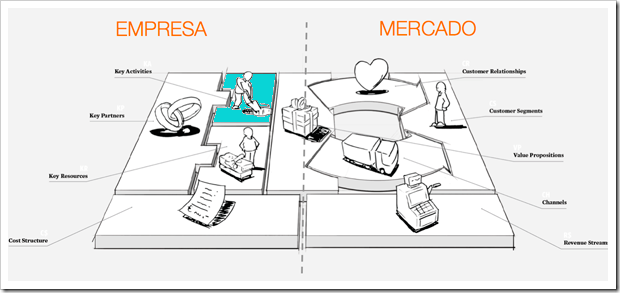 EMPRESA
MERCADO
Key Activities
Customer Relationships
Key Partners
Customer Segments
Value Propositions
Key Resources
Channels
Cost Structure
Revenue Stream